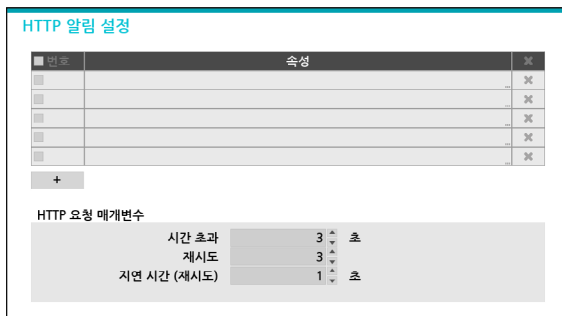 HTTP 알림 설정
번호 속성
...
...
...
...
...
+
HTTP 요청 매개변수
시간 초과 3 초
재시도 3
지연 시간 (재시도) 1 초